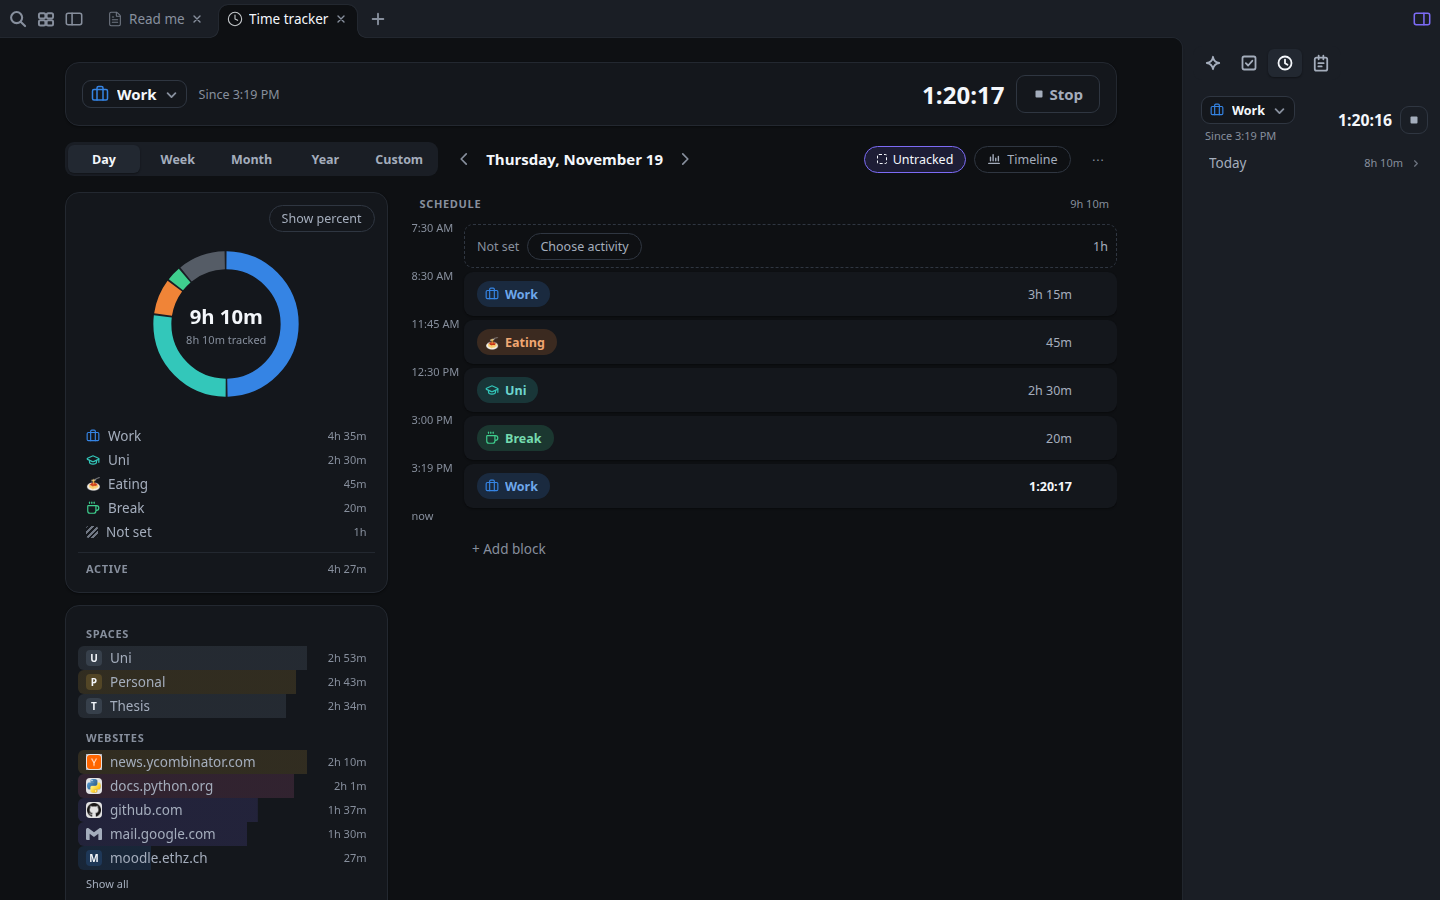 Read me
Time tracker
Work
Since 3:19 PM
1:20:17
Stop
Day
Week
Month
Year
Custom
Thursday, November 19
Untracked
Timeline
...
Show percent
9h 10m
8h 10m tracked
Work 4h 35m
Uni 2h 30m
Eating 45m
Break 20m
Not set 1h
ACTIVE 4h 27m
SPACES
U Uni 2h 53m
P Personal 2h 43m
T Thesis 2h 34m
WEBSITES
Y news.ycombinator.com 2h 10m
docs.python.org 2h 1m
github.com 1h 37m
mail.google.com 1h 30m
M moodle.ethz.ch 27m
Show all
SCHEDULE 9h 10m
7:30 AM
Not set Choose activity 1h
8:30 AM
Work 3h 15m
11:45 AM
Eating 45m
12:30 PM
Uni 2h 30m
3:00 PM
Break 20m
3:19 PM
Work 1:20:17
now
+ Add block
Work
1:20:16
Since 3:19 PM
Today 8h 10m